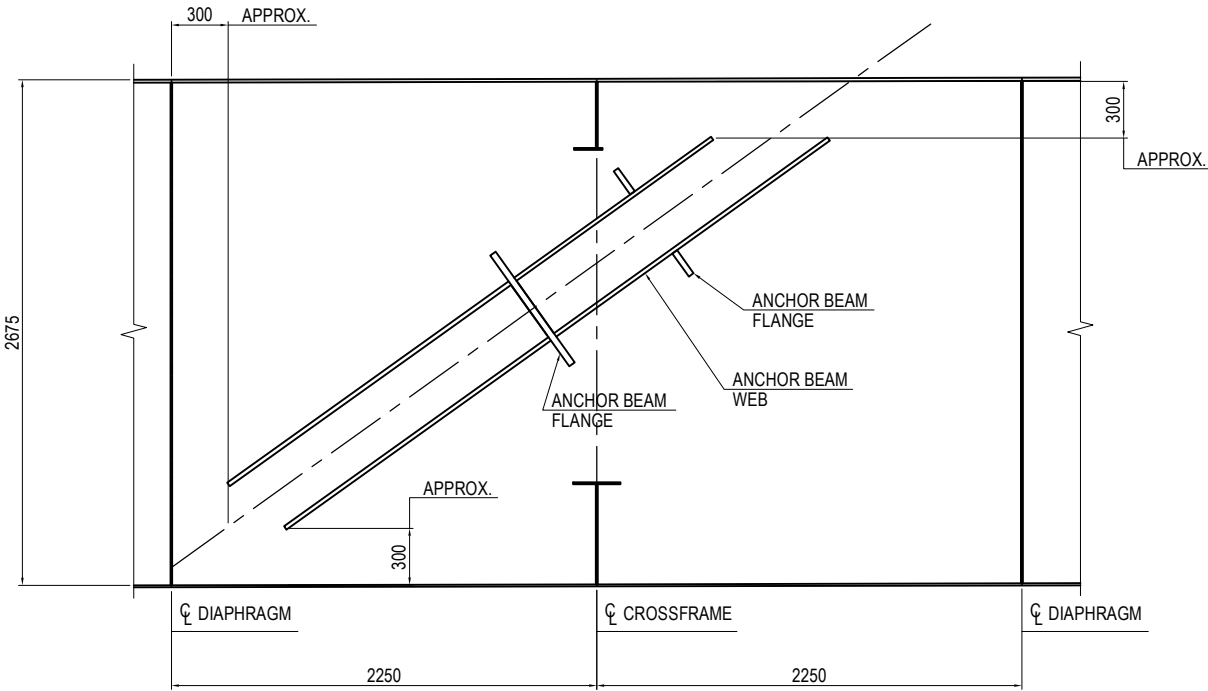 300 APPROX.
300
APPROX.
2675
ANCHOR BEAM
FLANGE
ANCHOR BEAM
WEB
ANCHOR BEAM
FLANGE
APPROX.
300
℄ DIAPHRAGM
℄ CROSSFRAME
℄ DIAPHRAGM
2250
2250